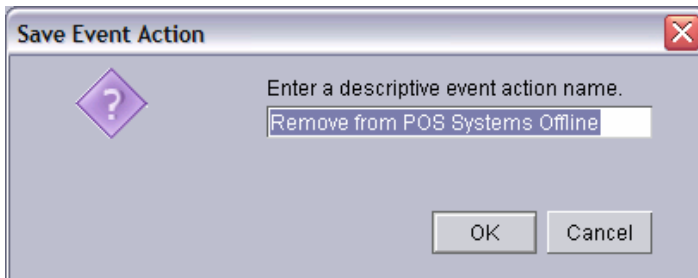 Save Event Action
Enter a descriptive event action name.
Remove from POS Systems Offline
OK Cancel